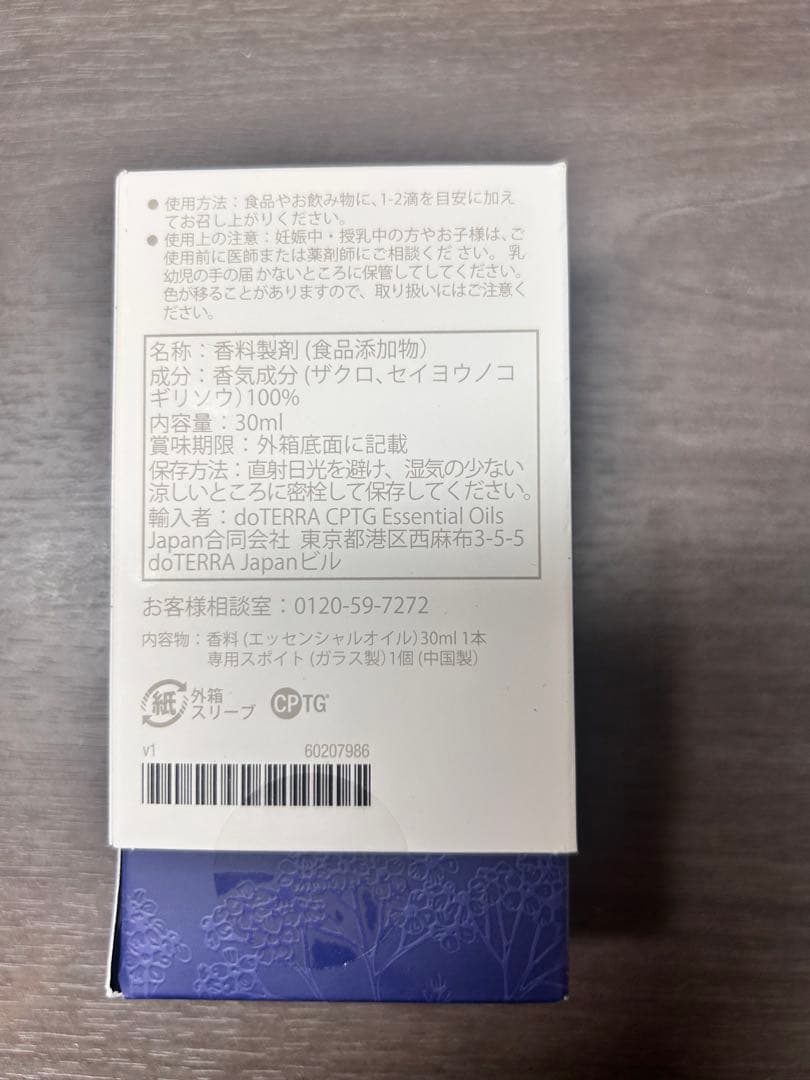 ● 使用方法：食品やお飲み物に、1-2滴を目安に加え
てお召し上がりください。
● 使用上の注意：妊娠中・授乳中の方やお子様は、ご
使用前に医師または薬剤師にご相談くだ さい。 乳
幼児の手の届 かないところに保管してしてください。
色が移ることがありますので、取り扱いにはご注意く
ださい。
名称：香料製剤 (食品添加物)
成分：香気成分 (ザクロ、セイヨウノコ
ギリソウ)100%
内容量：30ml
賞味期限：外箱底面に記載
保存方法：直射日光を避け、湿気の少ない
涼しいところに密栓して保存してください。
輸入者：doTERRA CPTG Essential Oils
Japan合同会社 東京都港区西麻布3-5-5
doTERRA Japanビル
お客様相談室：0120-59-7272
内容物：香料 (エッセンシャルオイル)30ml 1本
専用スポイト (ガラス製)1個 (中国製)
紙 外箱
スリーブ
CPTG®
v1 60207986